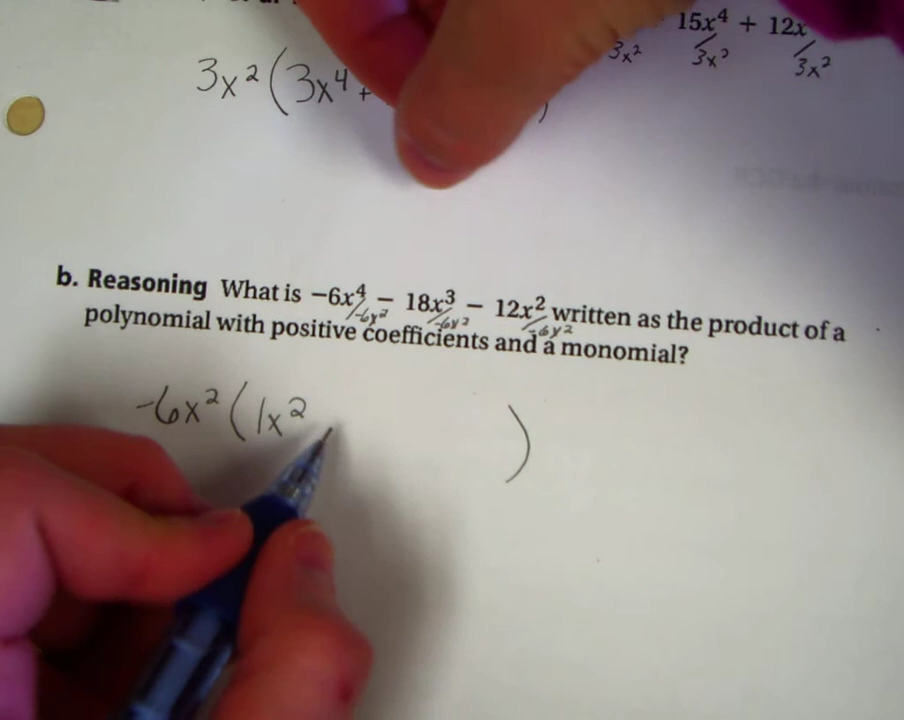 15x⁴ + 12x
3x² 3x² 3x²
3x² ( 3x⁴ + )
b. Reasoning What is −6x⁴ − 18x³ − 12x² written as the product of a
-6x² -6x² -6x²
polynomial with positive coefficients and a monomial?
-6x² ( 1x² )